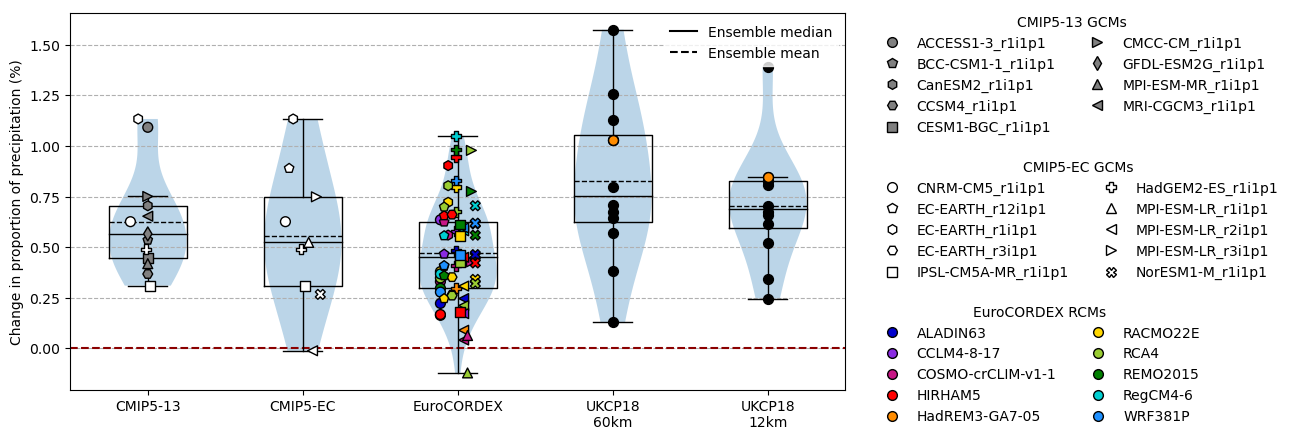 Change in proportion of precipitation (%)
1.50
1.25
1.00
0.75
0.50
0.25
0.00
Ensemble median
Ensemble mean
CMIP5-13
CMIP5-EC
EuroCORDEX
UKCP18
60km
UKCP18
12km
CMIP5-13 GCMs
ACCESS1-3_r1i1p1
BCC-CSM1-1_r1i1p1
CanESM2_r1i1p1
CCSM4_r1i1p1
CESM1-BGC_r1i1p1
CMCC-CM_r1i1p1
GFDL-ESM2G_r1i1p1
MPI-ESM-MR_r1i1p1
MRI-CGCM3_r1i1p1
CMIP5-EC GCMs
CNRM-CM5_r1i1p1
EC-EARTH_r12i1p1
EC-EARTH_r1i1p1
EC-EARTH_r3i1p1
IPSL-CM5A-MR_r1i1p1
HadGEM2-ES_r1i1p1
MPI-ESM-LR_r1i1p1
MPI-ESM-LR_r2i1p1
MPI-ESM-LR_r3i1p1
NorESM1-M_r1i1p1
EuroCORDEX RCMs
ALADIN63
CCLM4-8-17
COSMO-crCLIM-v1-1
HIRHAM5
HadREM3-GA7-05
RACMO22E
RCA4
REMO2015
RegCM4-6
WRF381P